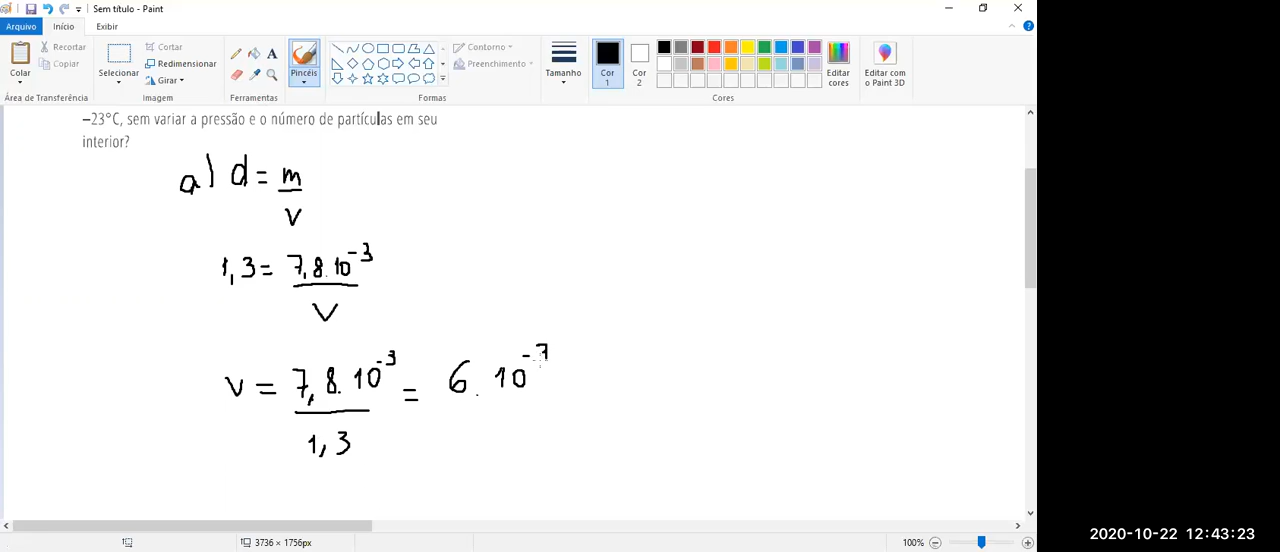 Sem título - Paint
Arquivo Início Exibir
Colar
Recortar
Copiar
Área de Transferência
Selecionar
Cortar
Redimensionar
Girar
Imagem
Ferramentas
Pincéis
Contorno
Preenchimento
Formas
Tamanho
Cor 1
Cor 2
Editar cores
Editar com o Paint 3D
Cores
–23°C, sem variar a pressão e o número de partículas em seu
interior?
a) d = m
v
1,3 = 7,8.10⁻³
V
v = 7,8.10⁻³ = 6.10⁻
1,3
3736 × 1756px
100%
2020-10-22 12:43:23